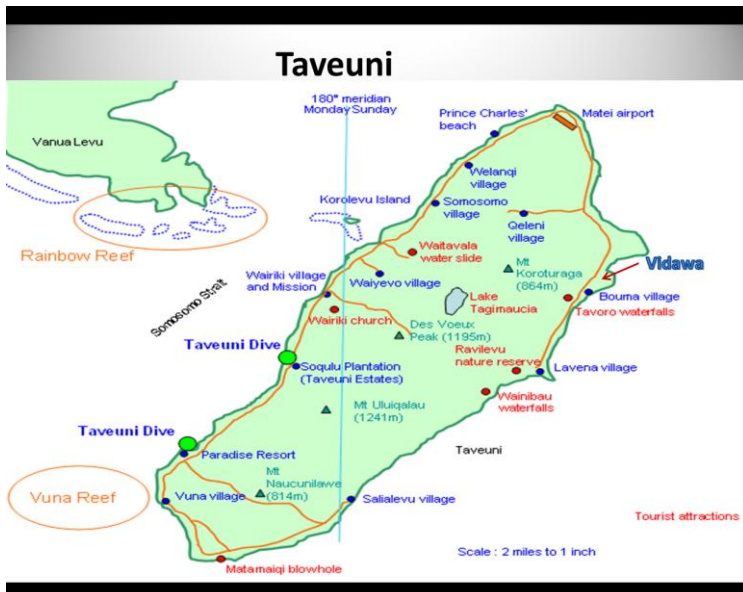 Taveuni
180° meridian
Monday Sunday
Prince Charles'
beach
Matei airport
Vanua Levu
Welanqi
village
Korolevu Island
Somosomo
village
Qeleni
village
Rainbow Reef
Waitavala
water slide
Mt
Koroturaga
(864m)
Vidawa
Wairiki village
and Mission
Waiyevo village
Somosomo Strait
Lake
Tagimaucia
Bouma village
Tavoro waterfalls
Wairiki church
Des Voeux
Peak (1195m)
Taveuni Dive
Ravilevu
nature reserve
Soqulu Plantation
(Taveuni Estates)
Lavena village
Mt Uluiqalau
(1241m)
Wainibau
waterfalls
Taveuni Dive
Paradise Resort
Taveuni
Mt
Naucunilawe
(814m)
Vuna Reef
Vuna village
Salialevu village
Tourist attractions
Scale : 2 miles to 1 inch
Matamaiqi blowhole